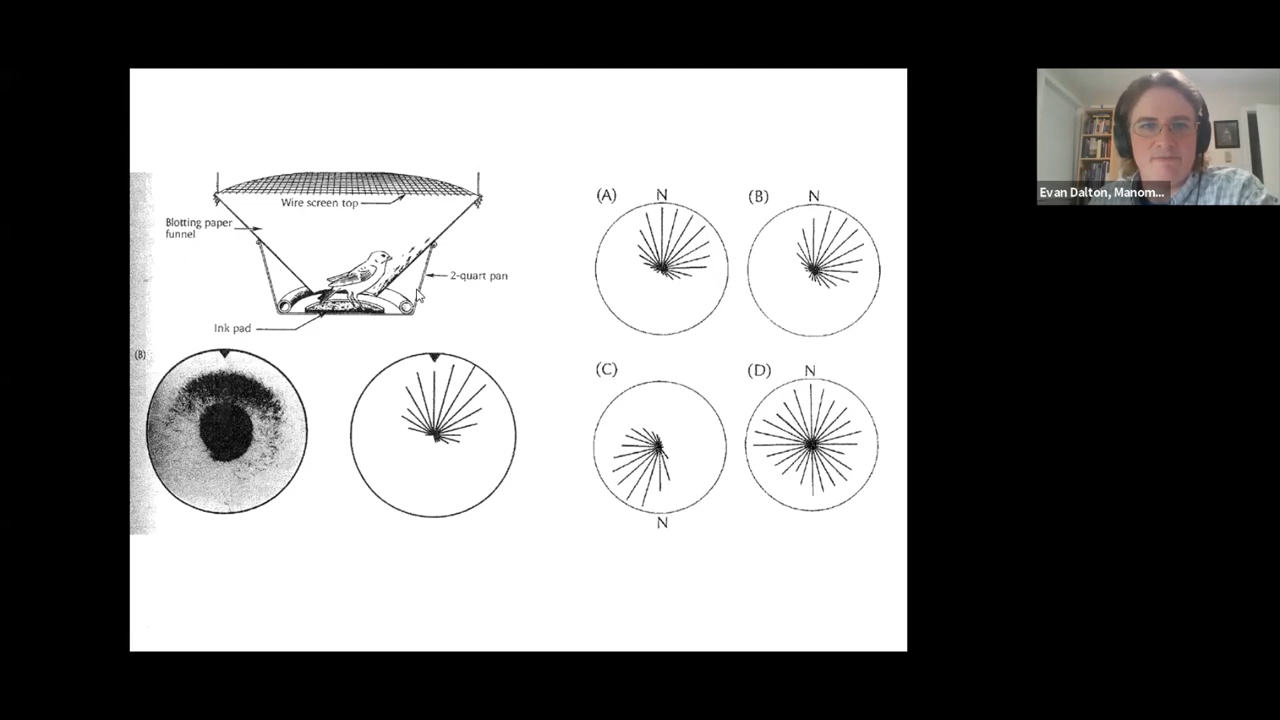 Wire screen top
Blotting paper
funnel
2-quart pan
Ink pad
(B)
(A)
N
(B)
N
(C)
N
(D)
N
Evan Dalton, Manom...